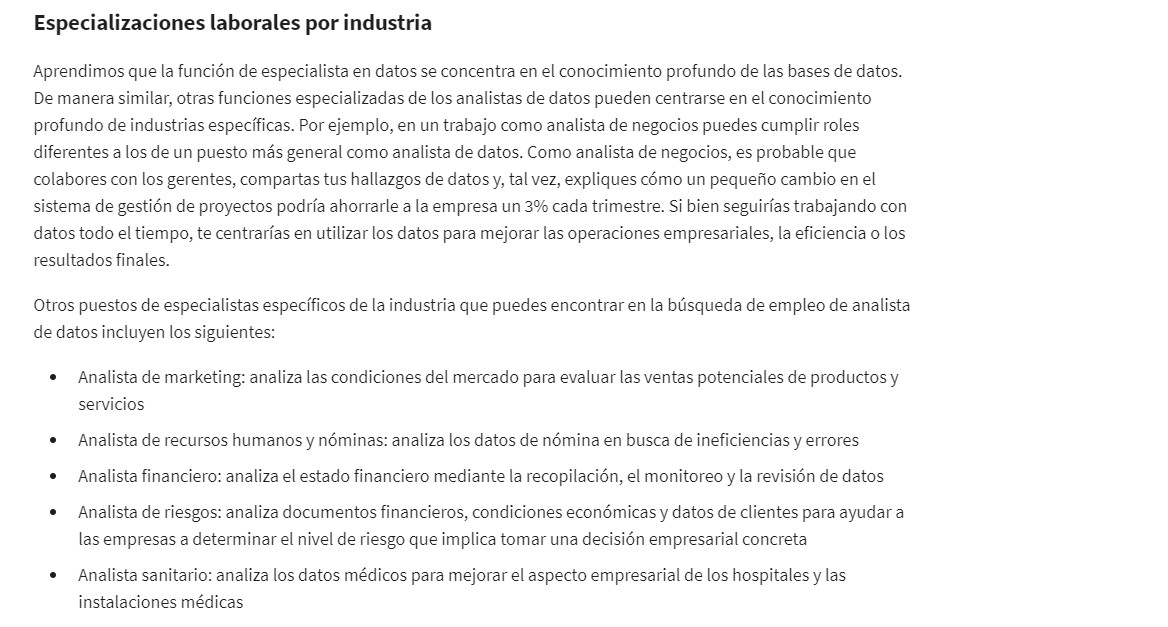 Especializaciones laborales por industria
Aprendimos que la función de especialista en datos se concentra en el conocimiento profundo de las bases de datos.
De manera similar, otras funciones especializadas de los analistas de datos pueden centrarse en el conocimiento
profundo de industrias específicas. Por ejemplo, en un trabajo como analista de negocios puedes cumplir roles
diferentes a los de un puesto más general como analista de datos. Como analista de negocios, es probable que
colabores con los gerentes, compartas tus hallazgos de datos y, tal vez, expliques cómo un pequeño cambio en el
sistema de gestión de proyectos podría ahorrarle a la empresa un 3% cada trimestre. Si bien seguirías trabajando con
datos todo el tiempo, te centrarías en utilizar los datos para mejorar las operaciones empresariales, la eficiencia o los
resultados finales.
Otros puestos de especialistas específicos de la industria que puedes encontrar en la búsqueda de empleo de analista
de datos incluyen los siguientes:
• Analista de marketing: analiza las condiciones del mercado para evaluar las ventas potenciales de productos y
servicios
• Analista de recursos humanos y nóminas: analiza los datos de nómina en busca de ineficiencias y errores
• Analista financiero: analiza el estado financiero mediante la recopilación, el monitoreo y la revisión de datos
• Analista de riesgos: analiza documentos financieros, condiciones económicas y datos de clientes para ayudar a
las empresas a determinar el nivel de riesgo que implica tomar una decisión empresarial concreta
• Analista sanitario: analiza los datos médicos para mejorar el aspecto empresarial de los hospitales y las
instalaciones médicas